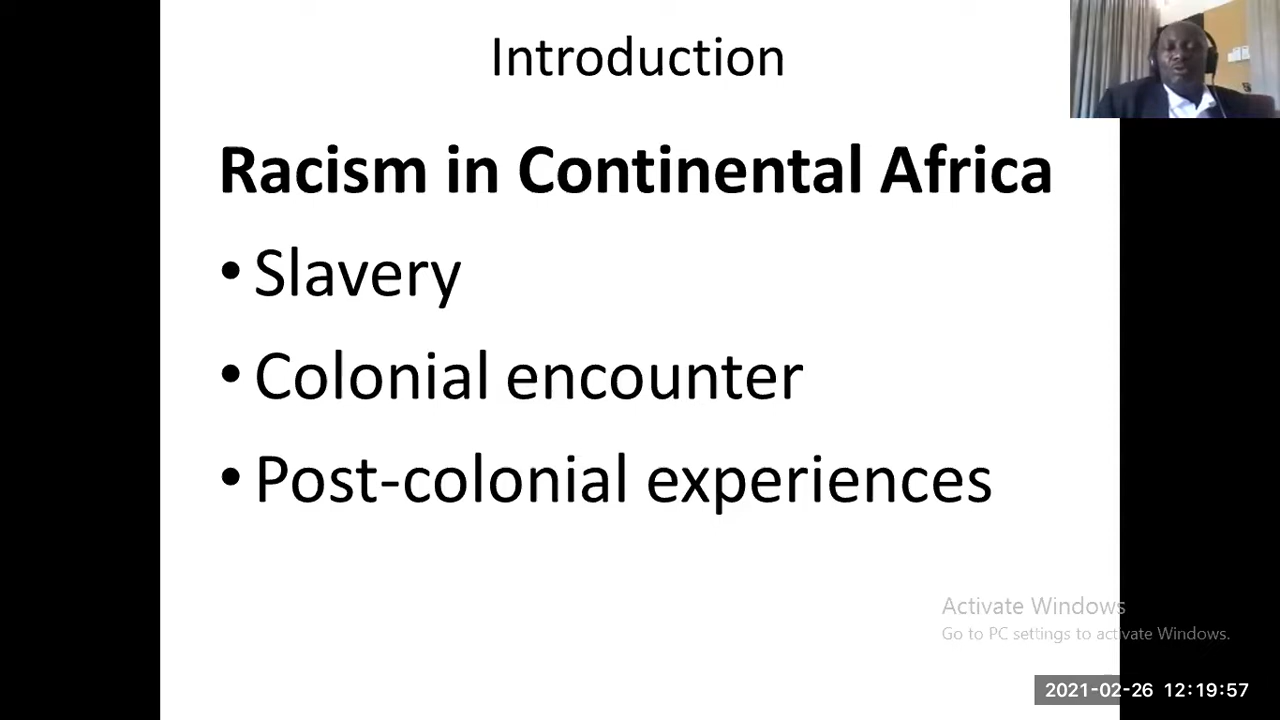 Introduction
Racism in Continental Africa
• Slavery
• Colonial encounter
• Post-colonial experiences
Activate Windows
Go to PC settings to activate Windows.
2021-02-26 12:19:57